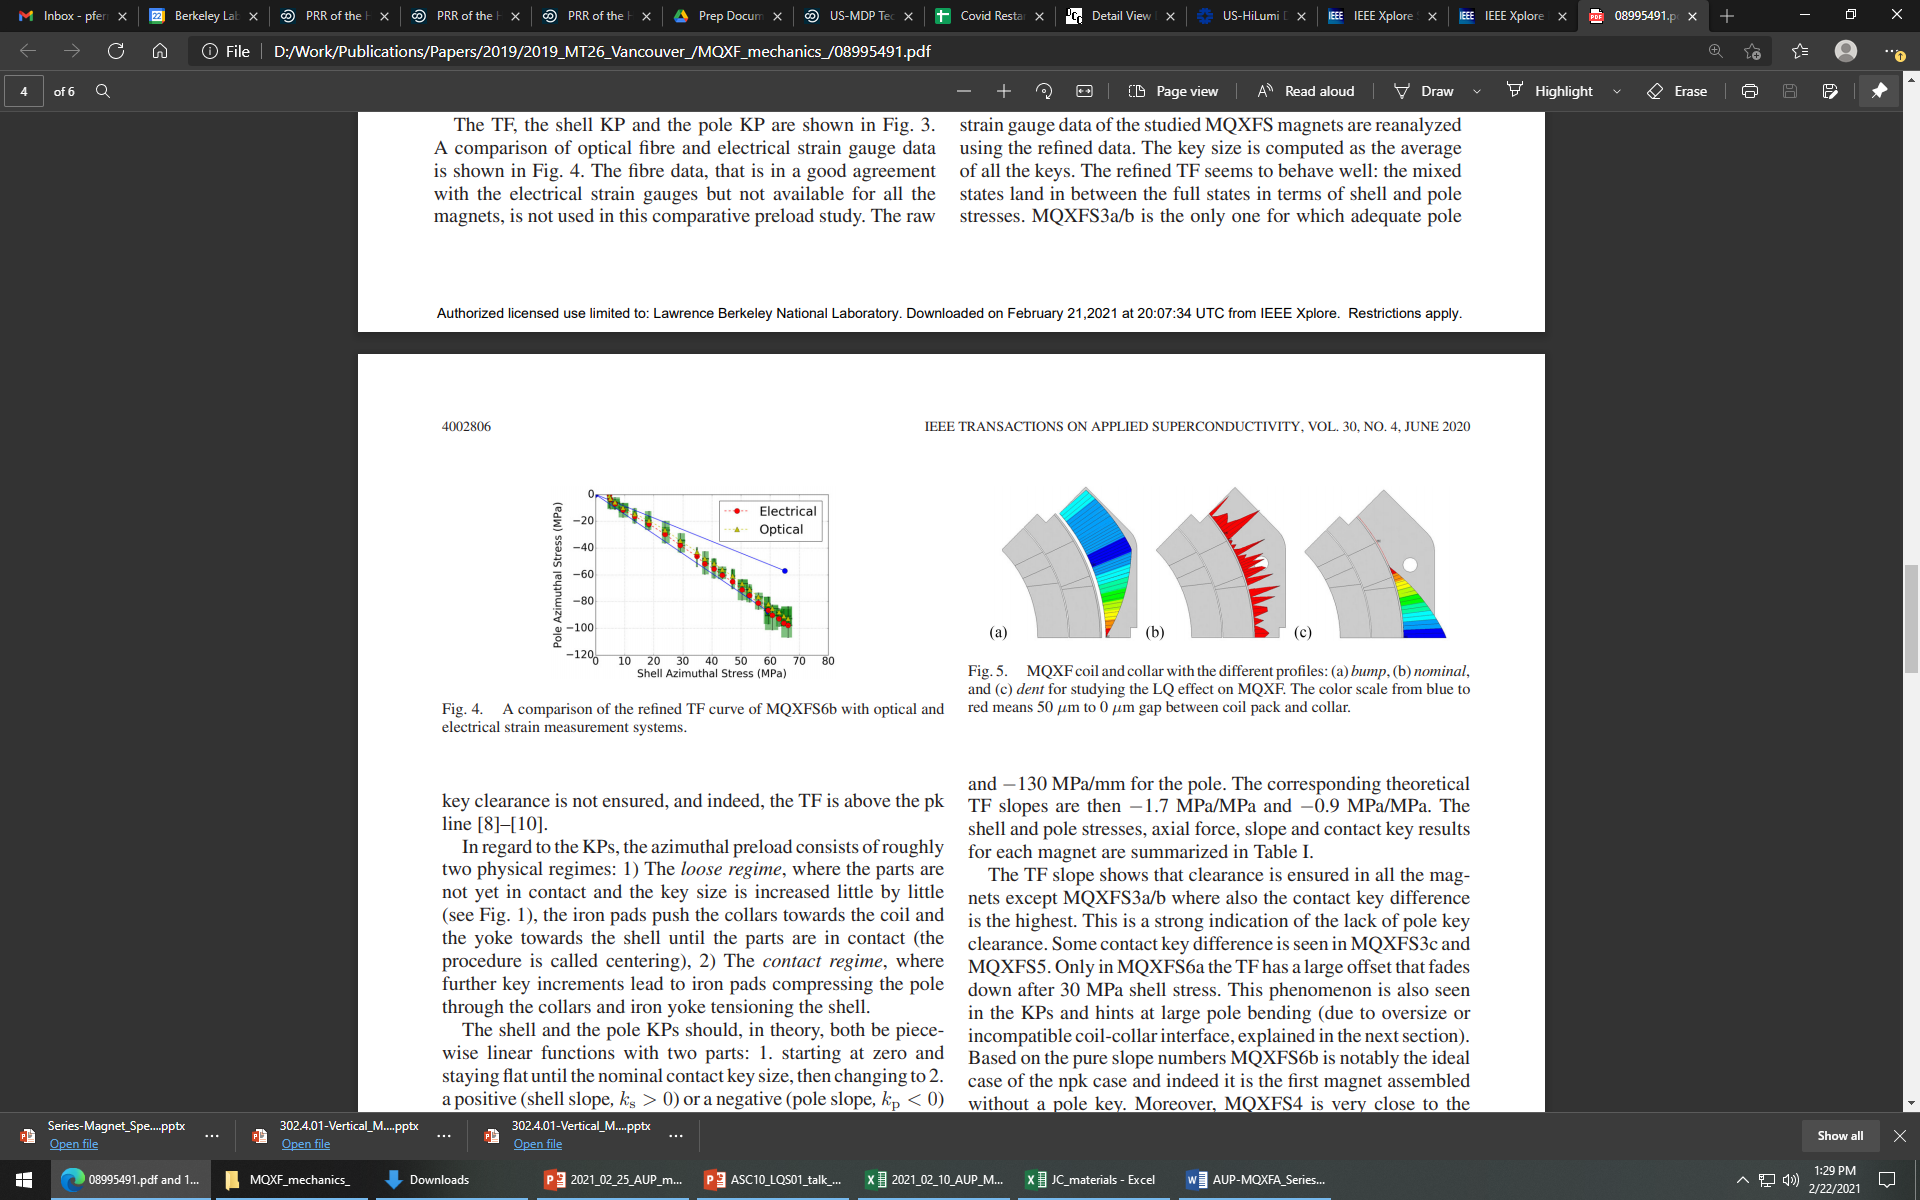 Inbox - pfer
Berkeley Lab
PRR of the H
PRR of the H
PRR of the H
Prep Docum
US-MDP Tec
Covid Resta
Detail View
US-HiLumi
IEEE Xplore
IEEE Xplore
08995491.p
File D:/Work/Publications/Papers/2019/2019_MT26_Vancouver_/MQXF_mechanics_/08995491.pdf
4 of 6
Page view
Read aloud
Draw
Highlight
Erase
The TF, the shell KP and the pole KP are shown in Fig. 3.
A comparison of optical fibre and electrical strain gauge data
is shown in Fig. 4. The fibre data, that is in a good agreement
with the electrical strain gauges but not available for all the
magnets, is not used in this comparative preload study. The raw
strain gauge data of the studied MQXFS magnets are reanalyzed
using the refined data. The key size is computed as the average
of all the keys. The refined TF seems to behave well: the mixed
states land in between the full states in terms of shell and pole
stresses. MQXFS3a/b is the only one for which adequate pole
Authorized licensed use limited to: Lawrence Berkeley National Laboratory. Downloaded on February 21,2021 at 20:07:34 UTC from IEEE Xplore. Restrictions apply.
4002806
IEEE TRANSACTIONS ON APPLIED SUPERCONDUCTIVITY, VOL. 30, NO. 4, JUNE 2020
Pole Azimuthal Stress (MPa)
0
−20
−40
−60
−80
−100
−120
Electrical
Optical
0 10 20 30 40 50 60 70 80
Shell Azimuthal Stress (MPa)
Fig. 4. A comparison of the refined TF curve of MQXFS6b with optical and
electrical strain measurement systems.
key clearance is not ensured, and indeed, the TF is above the pk
line [8]–[10].
In regard to the KPs, the azimuthal preload consists of roughly
two physical regimes: 1) The loose regime, where the parts are
not yet in contact and the key size is increased little by little
(see Fig. 1), the iron pads push the collars towards the coil and
the yoke towards the shell until the parts are in contact (the
procedure is called centering), 2) The contact regime, where
further key increments lead to iron pads compressing the pole
through the collars and iron yoke tensioning the shell.
The shell and the pole KPs should, in theory, both be piece-
wise linear functions with two parts: 1. starting at zero and
staying flat until the nominal contact key size, then changing to 2.
a positive (shell slope, ks > 0) or a negative (pole slope, kp < 0)
(a) (b) (c)
Fig. 5. MQXF coil and collar with the different profiles: (a) bump, (b) nominal,
and (c) dent for studying the LQ effect on MQXF. The color scale from blue to
red means 50 μm to 0 μm gap between coil pack and collar.
and −130 MPa/mm for the pole. The corresponding theoretical
TF slopes are then −1.7 MPa/MPa and −0.9 MPa/MPa. The
shell and pole stresses, axial force, slope and contact key results
for each magnet are summarized in Table I.
The TF slope shows that clearance is ensured in all the mag-
nets except MQXFS3a/b where also the contact key difference
is the highest. This is a strong indication of the lack of pole key
clearance. Some contact key difference is seen in MQXFS3c and
MQXFS5. Only in MQXFS6a the TF has a large offset that fades
down after 30 MPa shell stress. This phenomenon is also seen
in the KPs and hints at large pole bending (due to oversize or
incompatible coil-collar interface, explained in the next section).
Based on the pure slope numbers MQXFS6b is notably the ideal
case of the npk case and indeed it is the first magnet assembled
without a pole key. Moreover, MQXFS4 is very close to the
Series-Magnet_Spe....pptx
Open file
302.4.01-Vertical_M....pptx
Open file
302.4.01-Vertical_M....pptx
Open file
Show all
08995491.pdf and 1...
MQXF_mechanics_
Downloads
2021_02_25_AUP_m...
ASC10_LQS01_talk_...
2021_02_10_AUP_M...
JC_materials - Excel
AUP-MQXFA_Series...
1:29 PM
2/22/2021